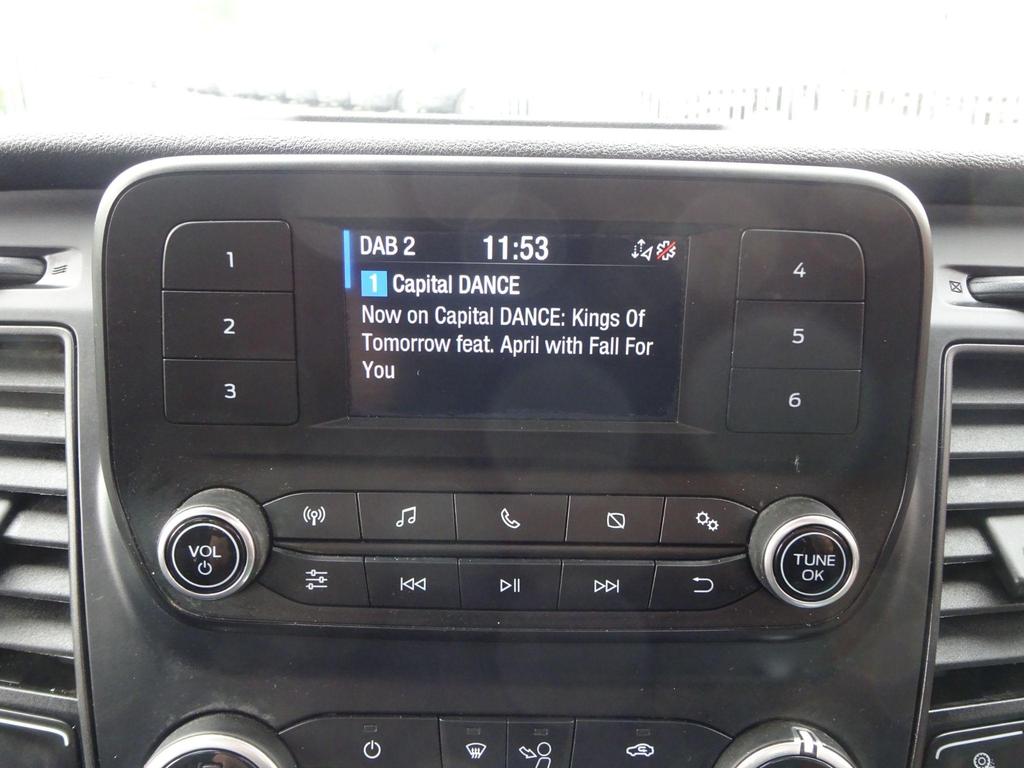 DAB 2 11:53
1 Capital DANCE
Now on Capital DANCE: Kings Of
Tomorrow feat. April with Fall For
You
1
2
3
4
5
6
VOL
TUNE
OK